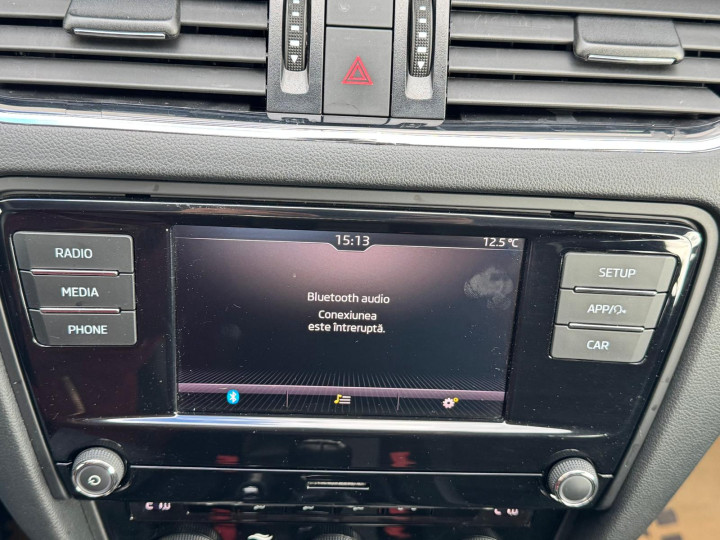 15:13
12.5 °C
RADIO
MEDIA
PHONE
Bluetooth audio
Conexiunea
este întreruptă.
SETUP
APP/
CAR